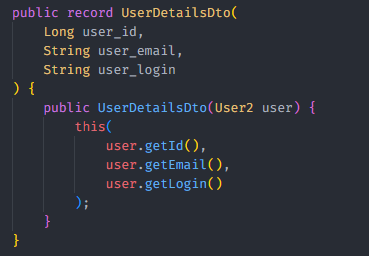 public record UserDetailsDto(
    Long user_id,
    String user_email,
    String user_login
) {
    public UserDetailsDto(User2 user) {
        this(
            user.getId(),
            user.getEmail(),
            user.getLogin()
        );
    }
}